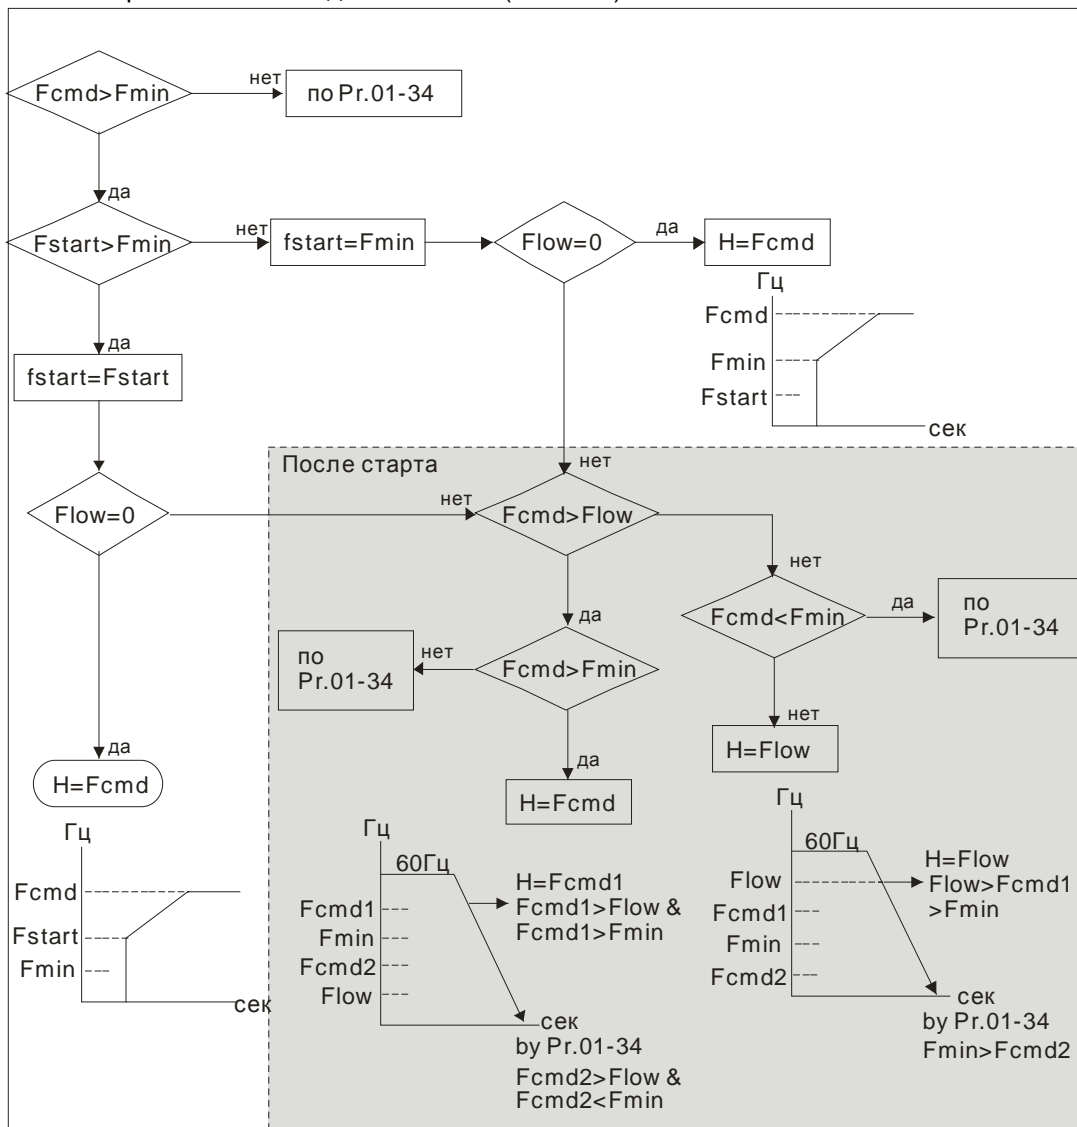 Fcmd>Fmin
нет
по Pr.01-34
да
Fstart>Fmin
нет
fstart=Fmin
Flow=0
да
H=Fcmd
Гц
Fcmd
Fmin
Fstart
сек
да
fstart=Fstart
После старта
нет
Flow=0
нет
Fcmd>Flow
нет
да
Fcmd<Fmin
да
по
Pr.01-34
по
Pr.01-34
нет
Fcmd>Fmin
нет
H=Flow
да
H=Fcmd
да
H=Fcmd
Гц
Fcmd
Fstart
Fmin
сек
Гц
60Гц
Fcmd1
Fmin
Fcmd2
Flow
H=Fcmd1
Fcmd1>Flow &
Fcmd1>Fmin
сек
by Pr.01-34
Fcmd2>Flow &
Fcmd2<Fmin
Гц
60Гц
Flow
Fcmd1
Fmin
Fcmd2
H=Flow
Flow>Fcmd1
>Fmin
сек
by Pr.01-34
Fmin>Fcmd2